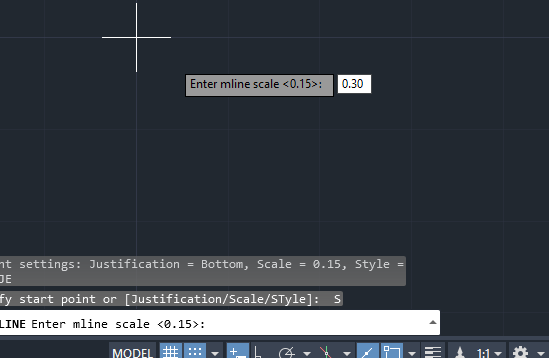 Enter mline scale <0.15>: 0.30
nt settings: Justification = Bottom, Scale = 0.15, Style =
JE
fy start point or [Justification/Scale/STyle]: S
LINE Enter mline scale <0.15>:
MODEL 1:1